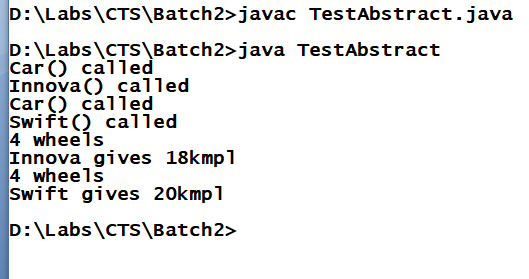 D:\Labs\CTS\Batch2>javac TestAbstract.java
D:\Labs\CTS\Batch2>java TestAbstract
Car() called
Innova() called
Car() called
Swift() called
4 wheels
Innova gives 18kmpl
4 wheels
Swift gives 20kmpl
D:\Labs\CTS\Batch2>